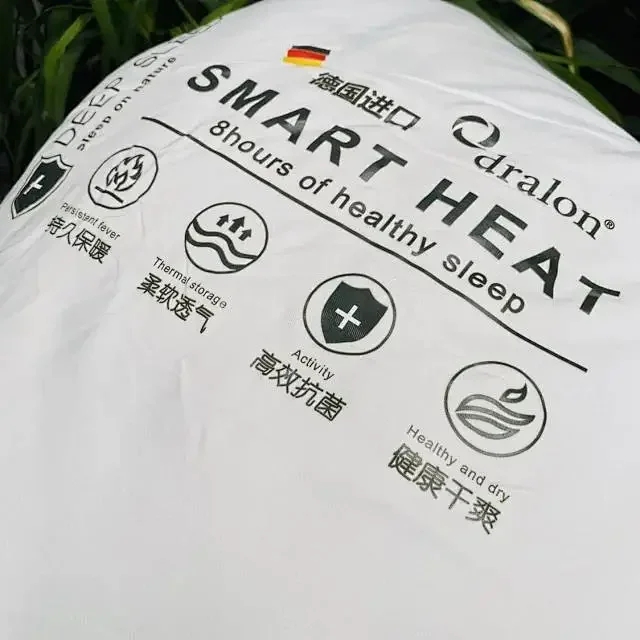 德国进口
dralon®
SMART HEAT
8hours of healthy sleep
DEEP
sleep on nature
Persistent fever
持久保暖
Thermal storage
柔软透气
Activity
高效抗菌
Healthy and dry
健康干爽